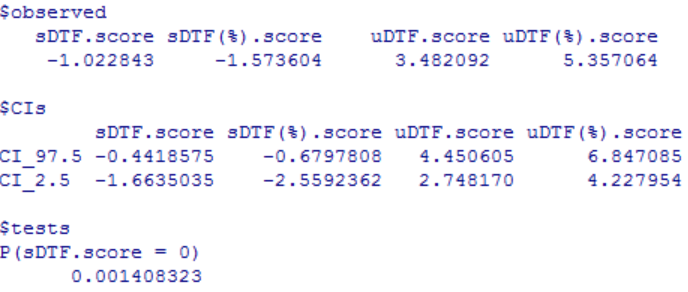 $observed
sDTF.score sDTF(%).score uDTF.score uDTF(%).score
-1.022843 -1.573604 3.482092 5.357064
$CIs
sDTF.score sDTF(%).score uDTF.score uDTF(%).score
CI_97.5 -0.4418575 -0.6797808 4.450605 6.847085
CI_2.5 -1.6635035 -2.5592362 2.748170 4.227954
$tests
P(sDTF.score = 0)
0.001408323